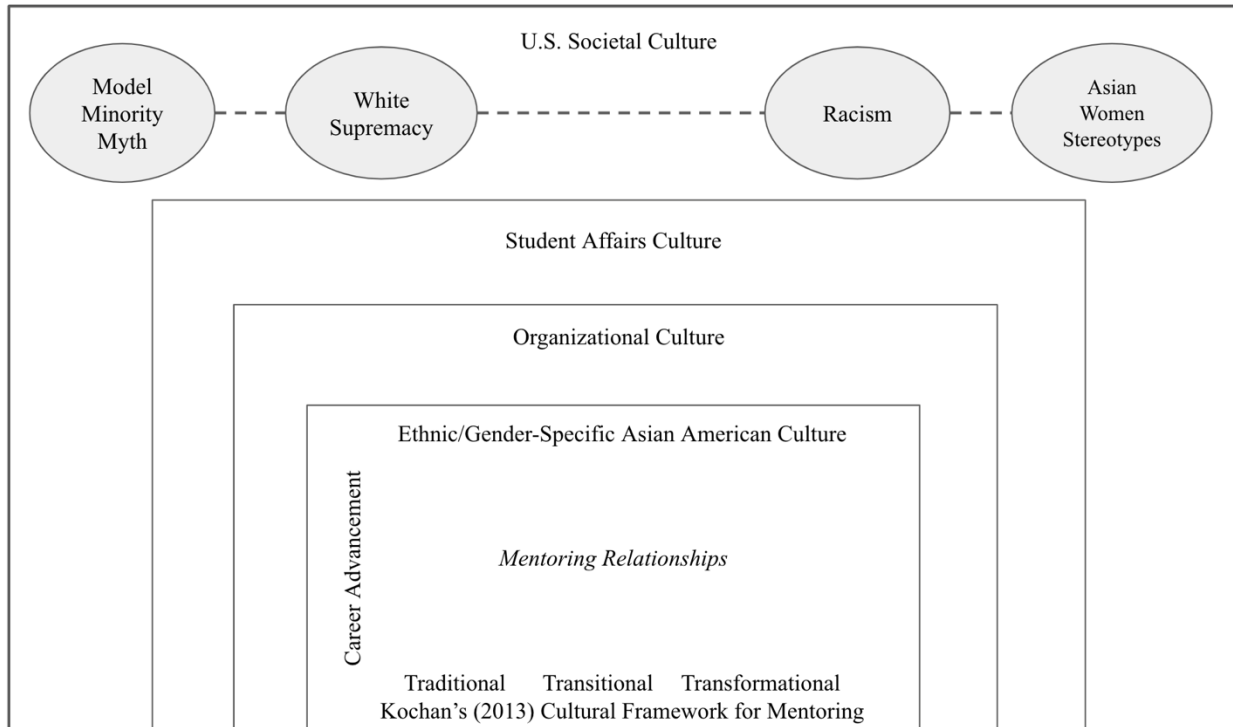 U.S. Societal Culture
Model
Minority
Myth
White
Supremacy
Racism
Asian
Women
Stereotypes
Student Affairs Culture
Organizational Culture
Ethnic/Gender-Specific Asian American Culture
Career Advancement
Mentoring Relationships
Traditional Transitional Transformational
Kochan's (2013) Cultural Framework for Mentoring